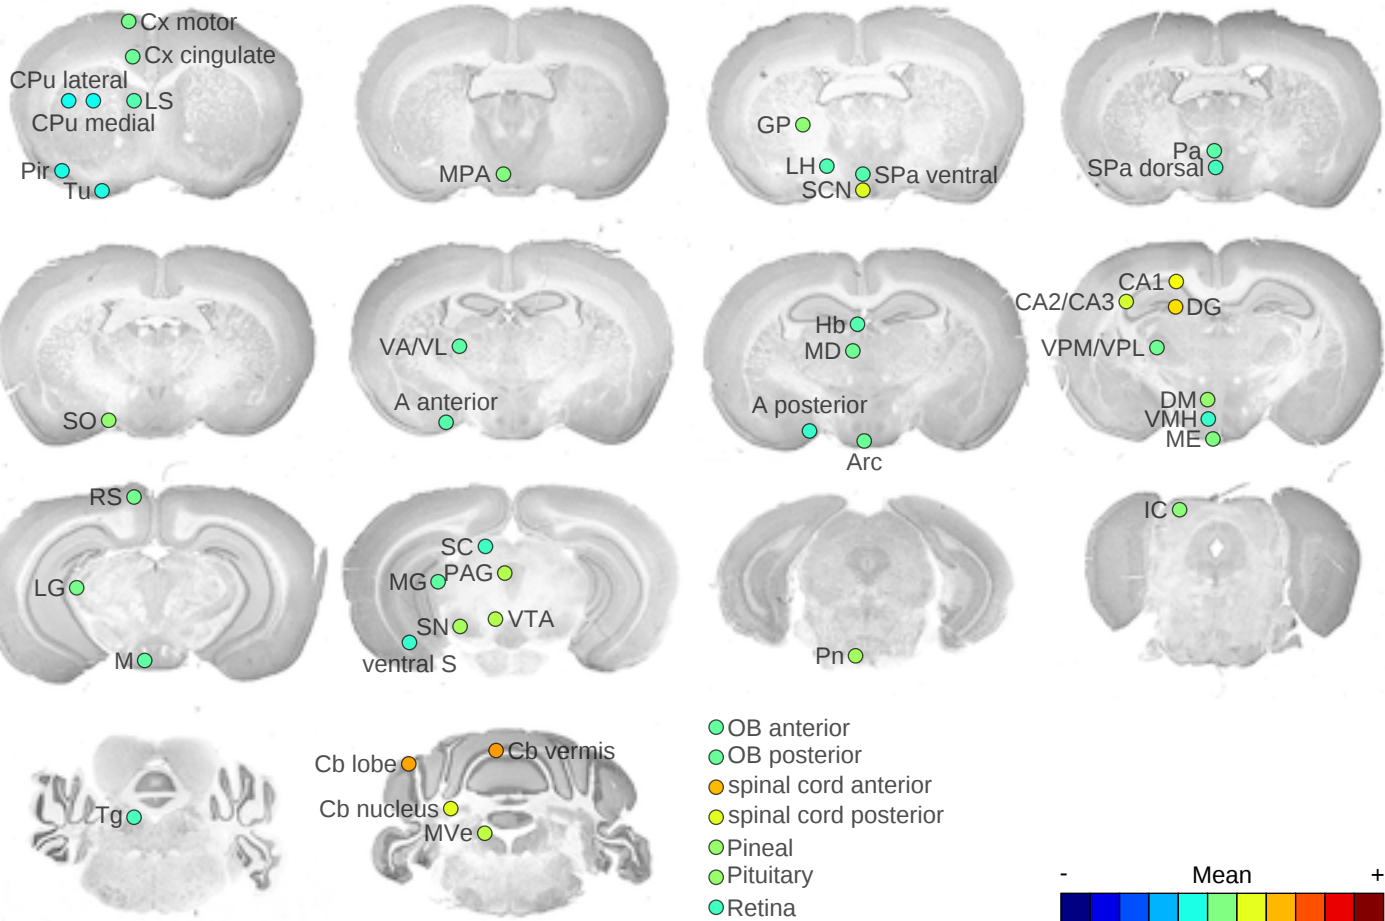 Cx motor
Cx cingulate
CPu lateral
LS
CPu medial
Pir
Tu
MPA
GP
LH
SPa ventral
SCN
Pa
SPa dorsal
SO
VA/VL
A anterior
Hb
MD
A posterior
Arc
CA1
CA2/CA3
DG
VPM/VPL
DM
VMH
ME
RS
LG
M
SC
MG
PAG
SN
VTA
ventral S
Pn
IC
Tg
Cb lobe
Cb vermis
Cb nucleus
MVe
OB anterior
OB posterior
spinal cord anterior
spinal cord posterior
Pineal
Pituitary
Retina
- Mean +